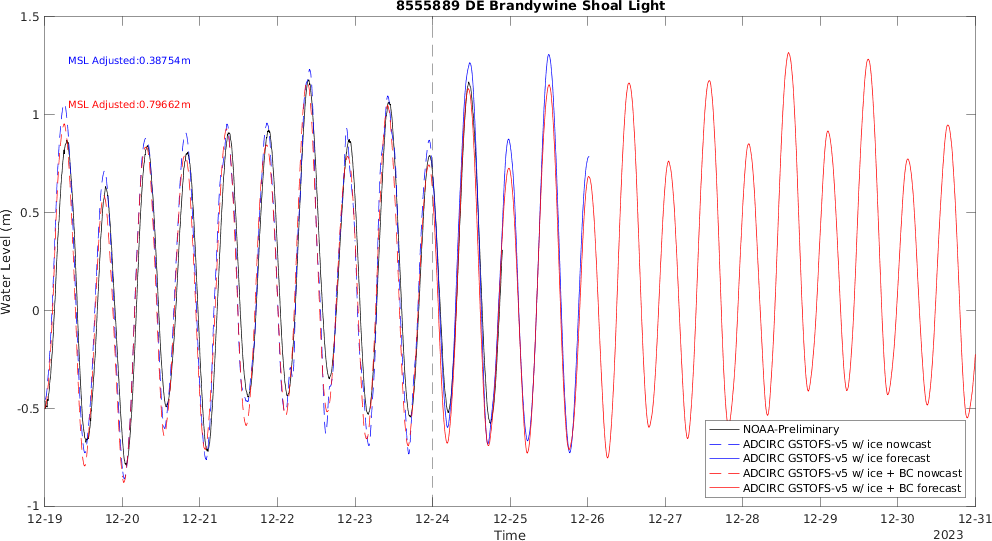 8555889 DE Brandywine Shoal Light
1.5
1
0.5
0
-0.5
-1
Water Level (m)
MSL Adjusted:0.38754m
MSL Adjusted:0.79662m
NOAA-Preliminary
ADCIRC GSTOFS-v5 w/ ice nowcast
ADCIRC GSTOFS-v5 w/ ice forecast
ADCIRC GSTOFS-v5 w/ ice + BC nowcast
ADCIRC GSTOFS-v5 w/ ice + BC forecast
12-19 12-20 12-21 12-22 12-23 12-24 12-25 12-26 12-27 12-28 12-29 12-30 12-31
Time
2023